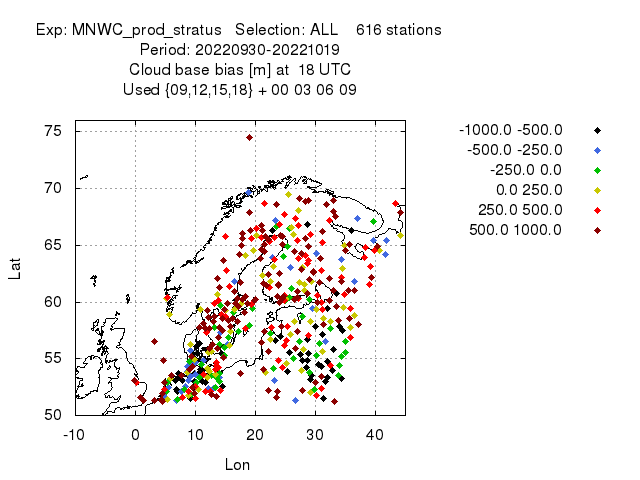 Exp: MNWC_prod_stratus   Selection: ALL    616 stations
Period: 20220930-20221019
Cloud base bias [m] at  18 UTC
Used {09,12,15,18} + 00 03 06 09
75
70
65
60
55
50
Lat
-10 0 10 20 30 40
Lon
-1000.0 -500.0
-500.0 -250.0
-250.0 0.0
0.0 250.0
250.0 500.0
500.0 1000.0